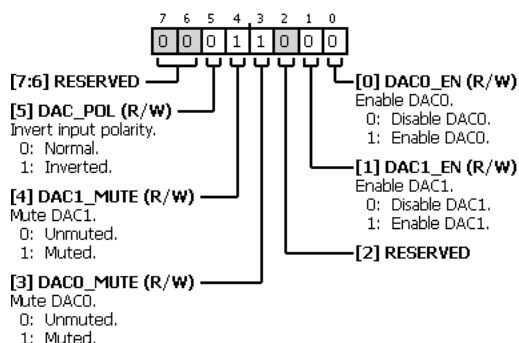 7 6 5 4 3 2 1 0
0 0 0 1 1 0 0 0
[7:6] RESERVED
[5] DAC_POL (R/W)
Invert input polarity.
0: Normal.
1: Inverted.
[4] DAC1_MUTE (R/W)
Mute DAC1.
0: Unmuted.
1: Muted.
[3] DAC0_MUTE (R/W)
Mute DAC0.
0: Unmuted.
1: Muted.
[0] DAC0_EN (R/W)
Enable DAC0.
0: Disable DAC0.
1: Enable DAC0.
[1] DAC1_EN (R/W)
Enable DAC1.
0: Disable DAC1.
1: Enable DAC1.
[2] RESERVED